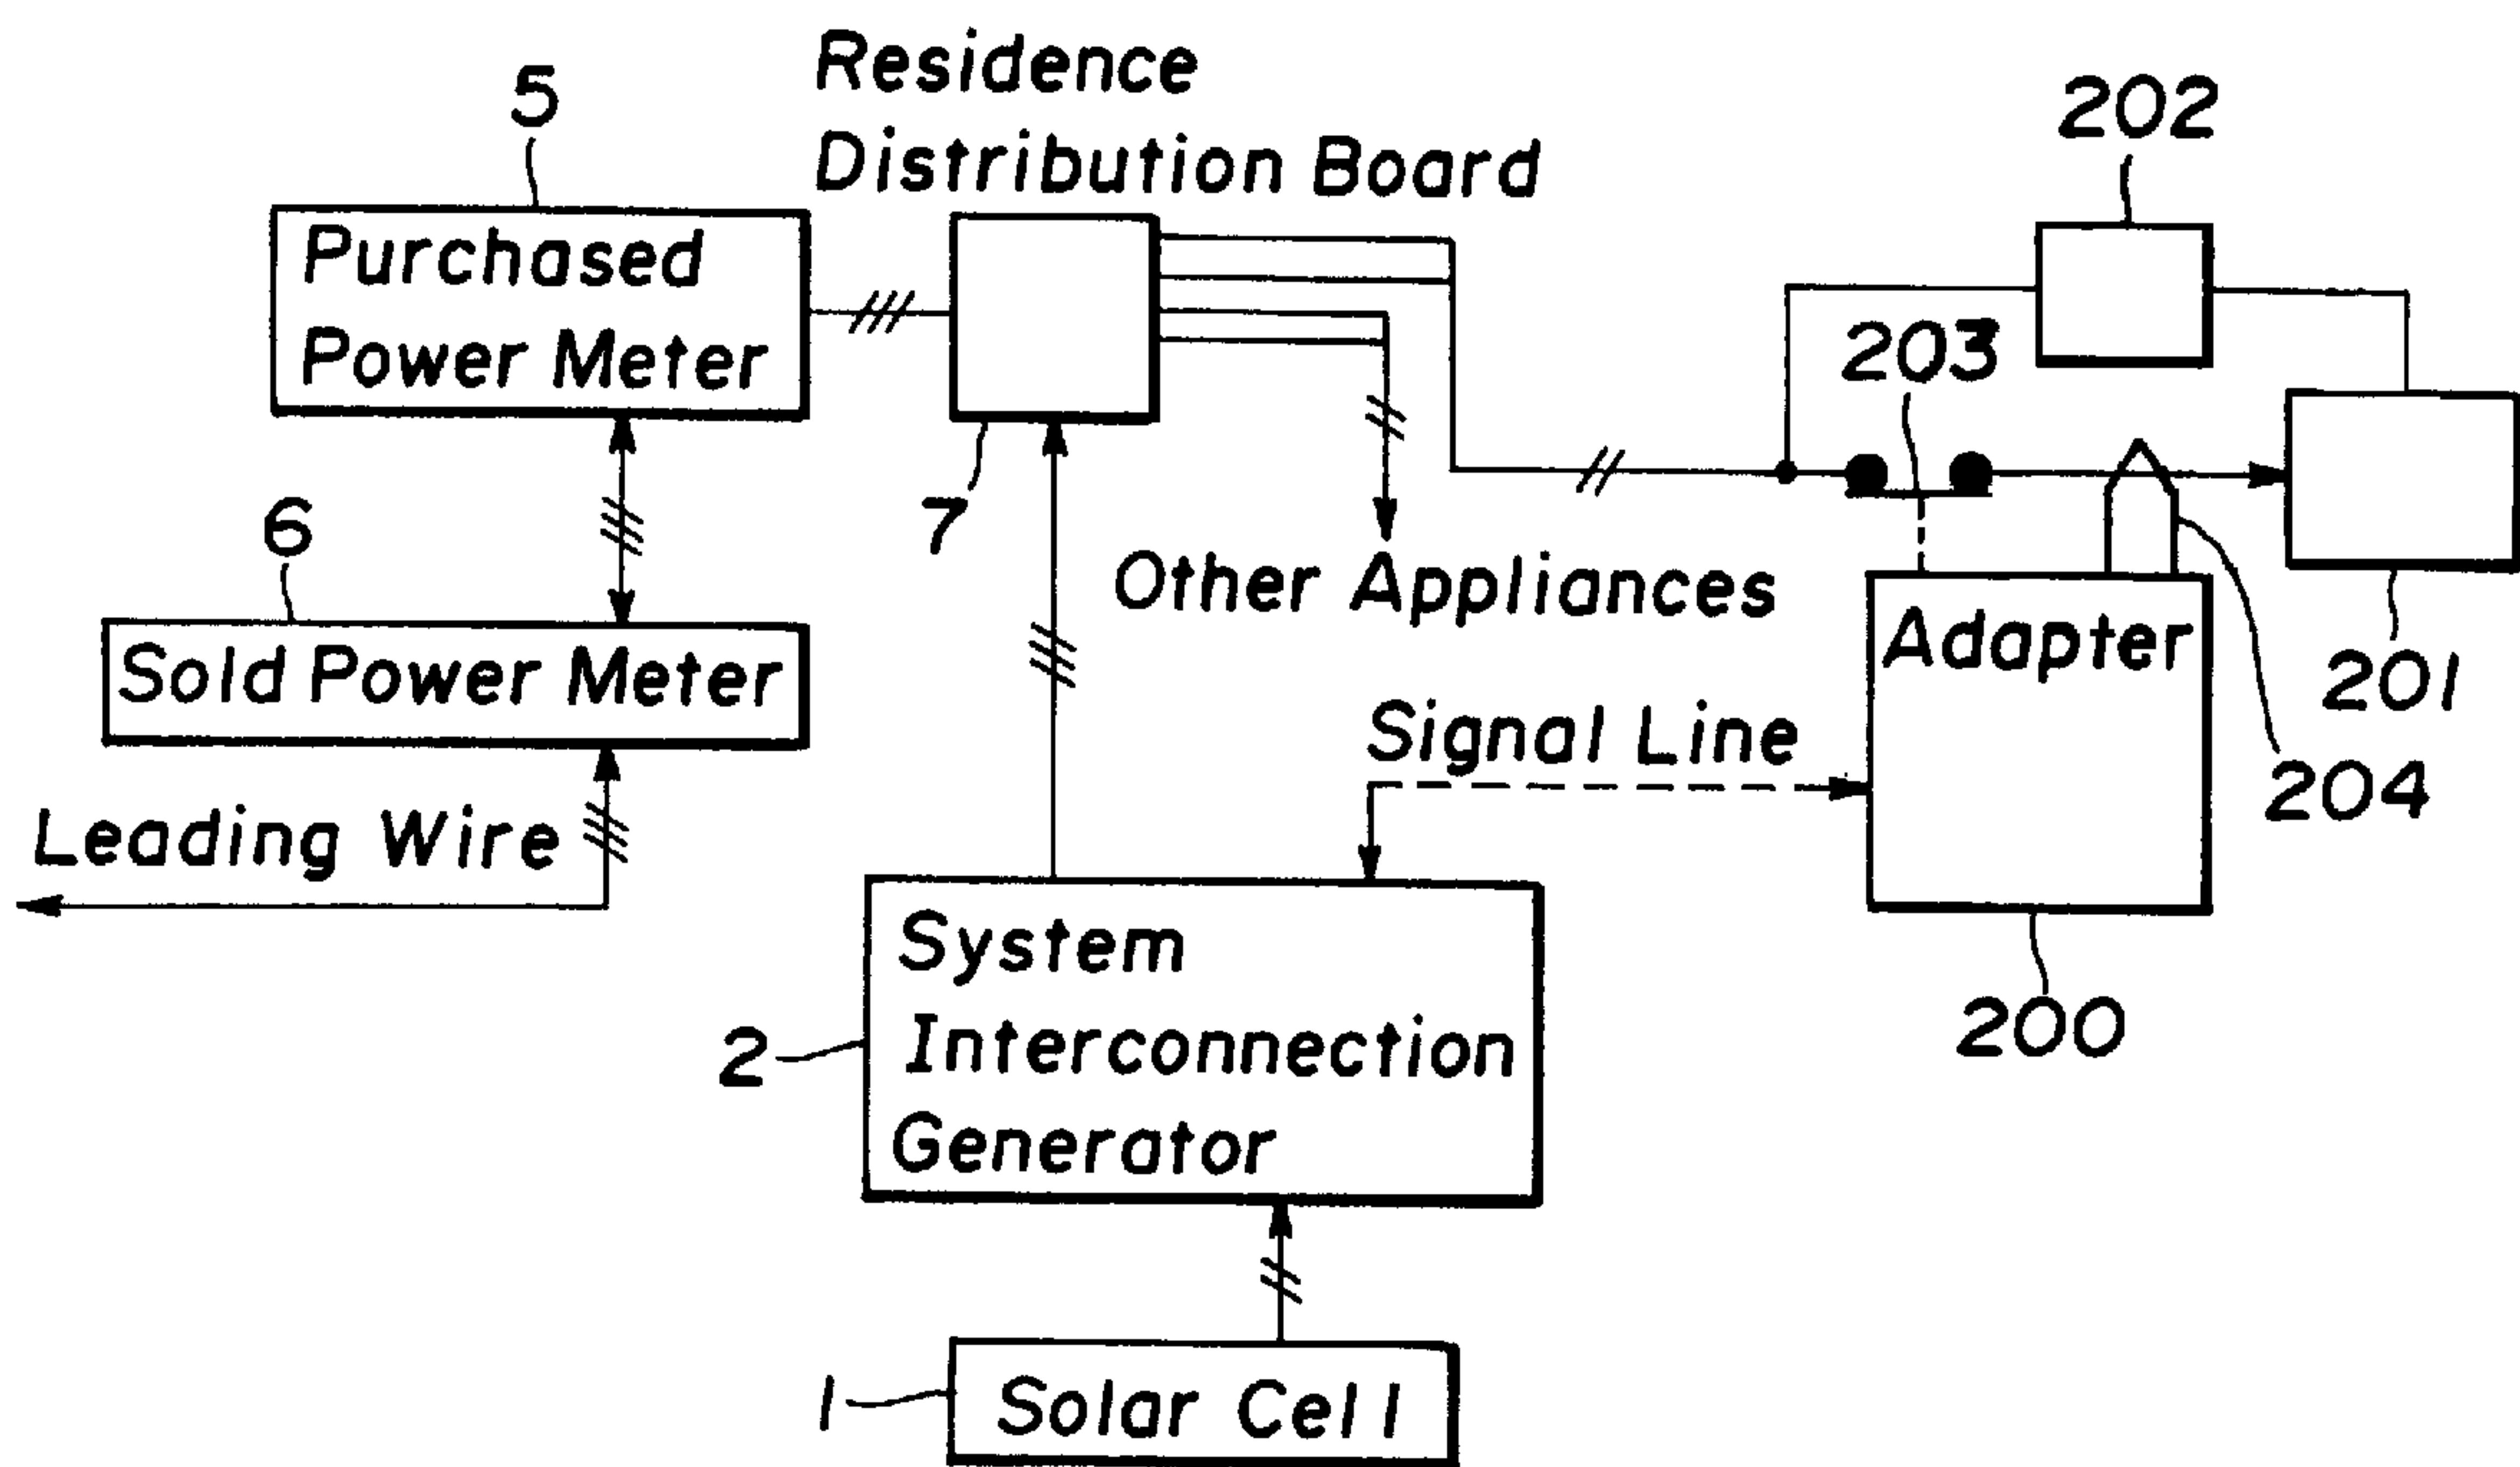 Residence
Distribution Board
5
202
Purchased
Power Meter
203
6
7
Other Appliances
Sold Power Meter
Adapter
201
Signal Line
204
Leading Wire
System
Interconnection
Generator
2
200
1
Solar Cell